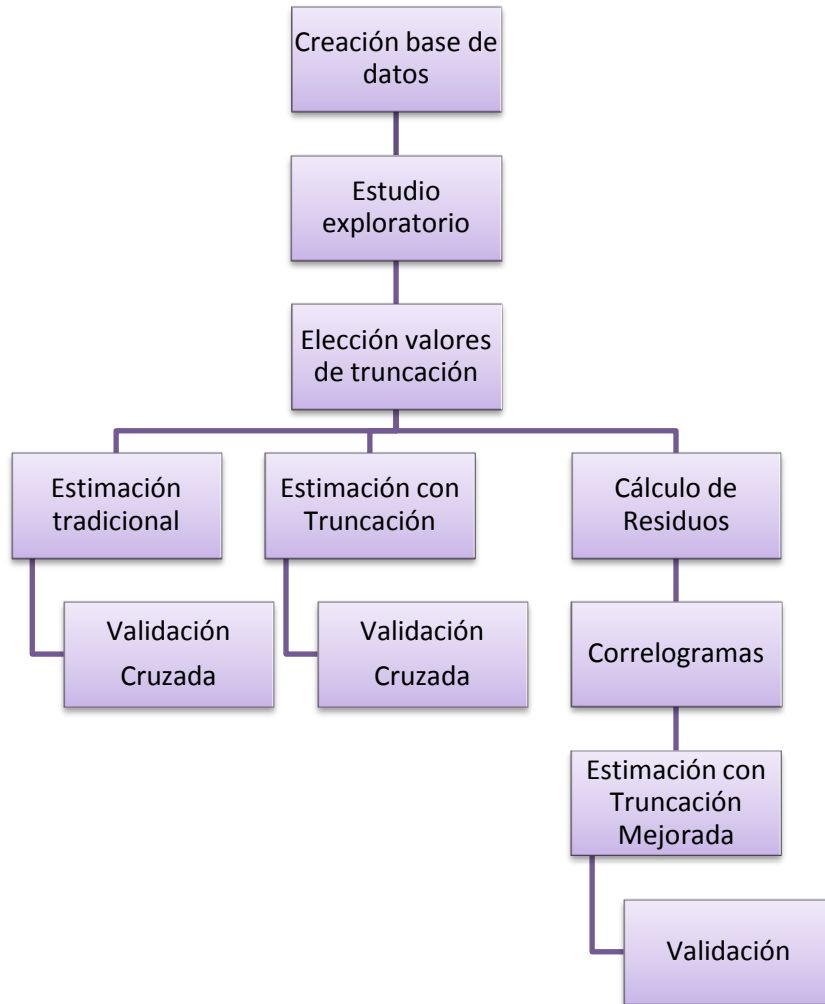 Creación base de
datos
Estudio
exploratorio
Elección valores
de truncación
Estimación
tradicional
Estimación con
Truncación
Cálculo de
Residuos
Validación
Cruzada
Validación
Cruzada
Correlogramas
Estimación con
Truncación
Mejorada
Validación